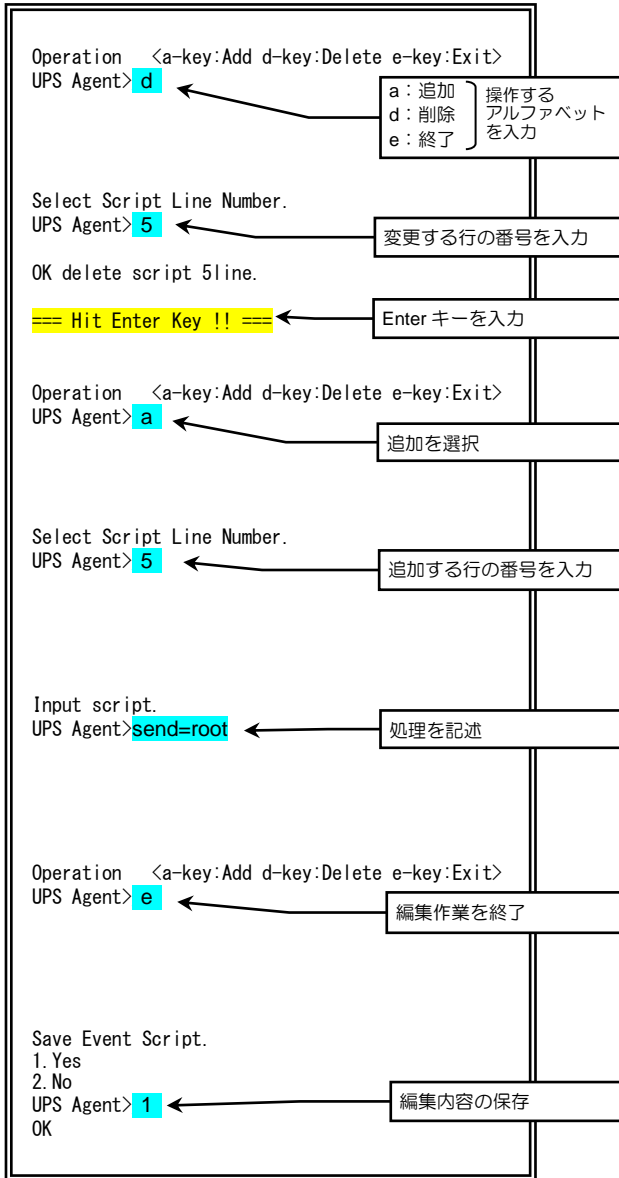 Operation   <a-key:Add d-key:Delete e-key:Exit>
UPS Agent> d
a：追加
d：削除
e：終了
操作する
アルファベット
を入力
Select Script Line Number.
UPS Agent> 5
変更する行の番号を入力
OK delete script 5line.
=== Hit Enter Key !! ===
Enter キーを入力
Operation   <a-key:Add d-key:Delete e-key:Exit>
UPS Agent> a
追加を選択
Select Script Line Number.
UPS Agent> 5
追加する行の番号を入力
Input script.
UPS Agent>send=root
処理を記述
Operation   <a-key:Add d-key:Delete e-key:Exit>
UPS Agent> e
編集作業を終了
Save Event Script.
1.Yes
2.No
UPS Agent> 1
編集内容の保存
OK